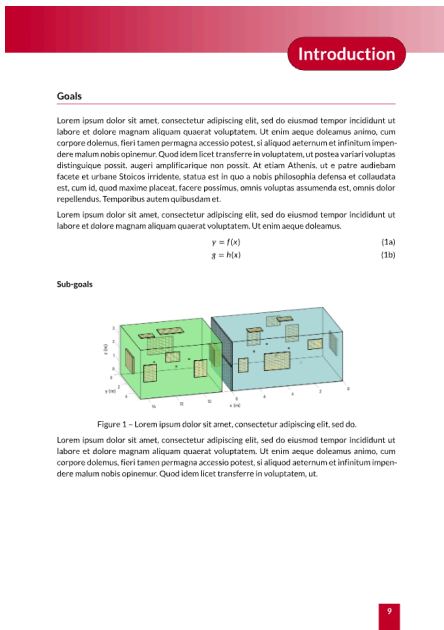 Introduction
Goals
Lorem ipsum dolor sit amet, consectetur adipiscing elit, sed do eiusmod tempor incididunt ut
labore et dolore magnam aliquam quaerat voluptatem. Ut enim aeque doleamus animo, cum
corpore dolemus, fieri tamen permagna accessio potest, si aliquod aeternum et infinitum impen-
dere malum nobis opinemur. Quod idem licet transferre in voluptatem, ut postea variari voluptas
distinguique possit, augeri amplificarique non possit. At etiam Athenis, ut e patre audiebam
facete et urbane Stoicos irridente, statua est in quo a nobis philosophia defensa et collaudata
est, cum id, quod maxime placeat, facere possimus, omnis voluptas assumenda est, omnis dolor
repellendus. Temporibus autem quibusdam et.
Lorem ipsum dolor sit amet, consectetur adipiscing elit, sed do eiusmod tempor incididunt ut
labore et dolore magnam aliquam quaerat voluptatem. Ut enim aeque doleamus.
y = f(x) (1a)
g = h(x) (1b)
Sub-goals
z (m)
y (m)
x (m)
Figure 1 – Lorem ipsum dolor sit amet, consectetur adipiscing elit, sed do.
Lorem ipsum dolor sit amet, consectetur adipiscing elit, sed do eiusmod tempor incididunt ut
labore et dolore magnam aliquam quaerat voluptatem. Ut enim aeque doleamus animo, cum
corpore dolemus, fieri tamen permagna accessio potest, si aliquod aeternum et infinitum impen-
dere malum nobis opinemur. Quod idem licet transferre in voluptatem, ut.
9